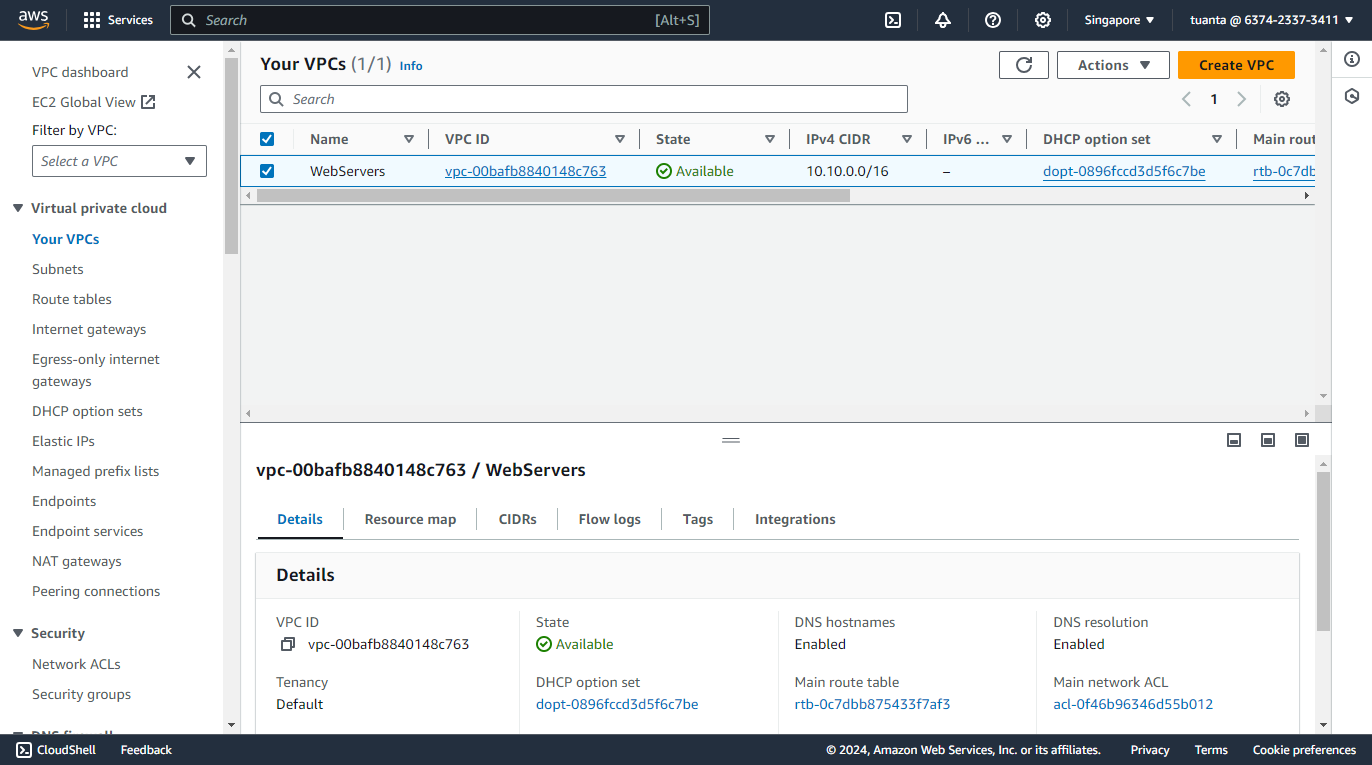 aws
Services
Search
[Alt+S]
Singapore
tuanta @ 6374-2337-3411
VPC dashboard
EC2 Global View
Filter by VPC:
Select a VPC
Virtual private cloud
Your VPCs
Subnets
Route tables
Internet gateways
Egress-only internet
gateways
DHCP option sets
Elastic IPs
Managed prefix lists
Endpoints
Endpoint services
NAT gateways
Peering connections
Security
Network ACLs
Security groups
Your VPCs (1/1) Info
Actions
Create VPC
Search
1
Name VPC ID State IPv4 CIDR IPv6 ... DHCP option set Main rout
WebServers vpc-00bafb8840148c763 Available 10.10.0.0/16 – dopt-0896fccd3d5f6c7be rtb-0c7db
vpc-00bafb8840148c763 / WebServers
Details Resource map CIDRs Flow logs Tags Integrations
Details
VPC ID
vpc-00bafb8840148c763
State
Available
DNS hostnames
Enabled
DNS resolution
Enabled
Tenancy
Default
DHCP option set
dopt-0896fccd3d5f6c7be
Main route table
rtb-0c7dbb875433f7af3
Main network ACL
acl-0f46b96346d55b012
CloudShell Feedback © 2024, Amazon Web Services, Inc. or its affiliates. Privacy Terms Cookie preferences